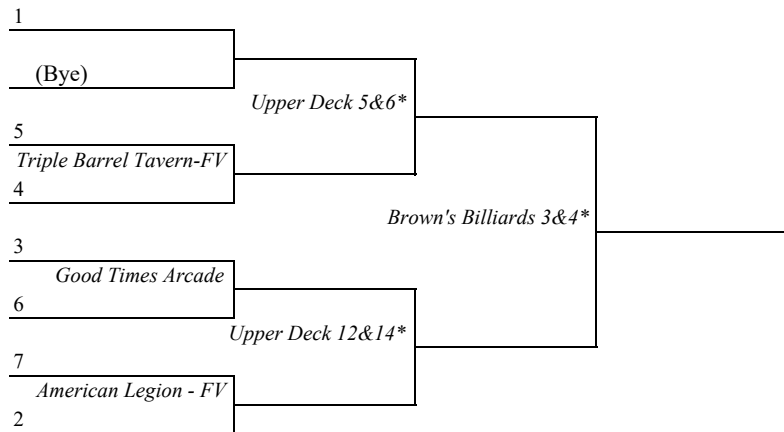 1
(Bye)
Upper Deck 5&6*
5
Triple Barrel Tavern-FV
4
Brown's Billiards 3&4*
3
Good Times Arcade
6
Upper Deck 12&14*
7
American Legion - FV
2